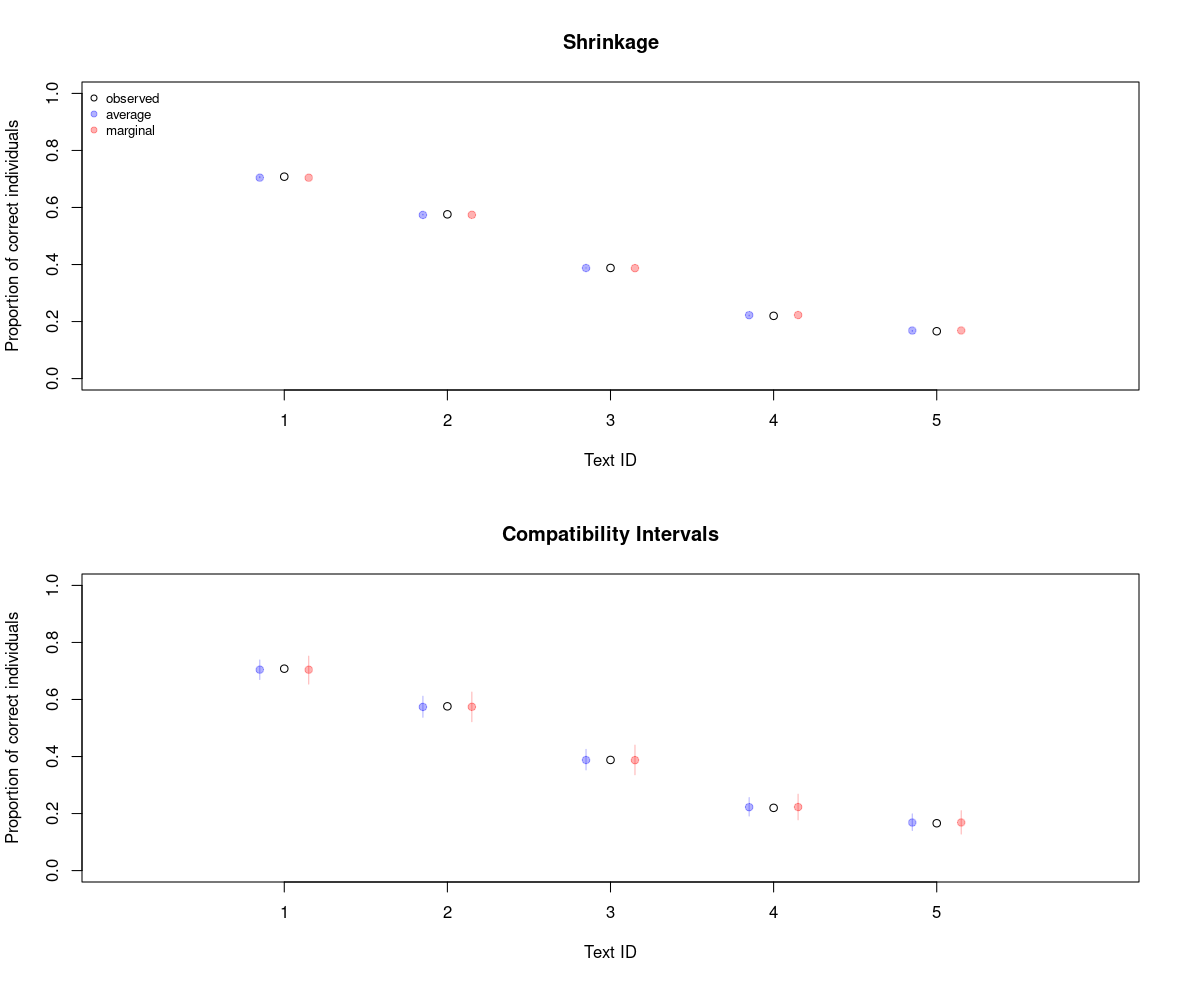 Shrinkage
Proportion of correct individuals
1.0
0.8
0.6
0.4
0.2
0.0
observed
average
marginal
1 2 3 4 5
Text ID
Compatibility Intervals
Proportion of correct individuals
1.0
0.8
0.6
0.4
0.2
0.0
1 2 3 4 5
Text ID